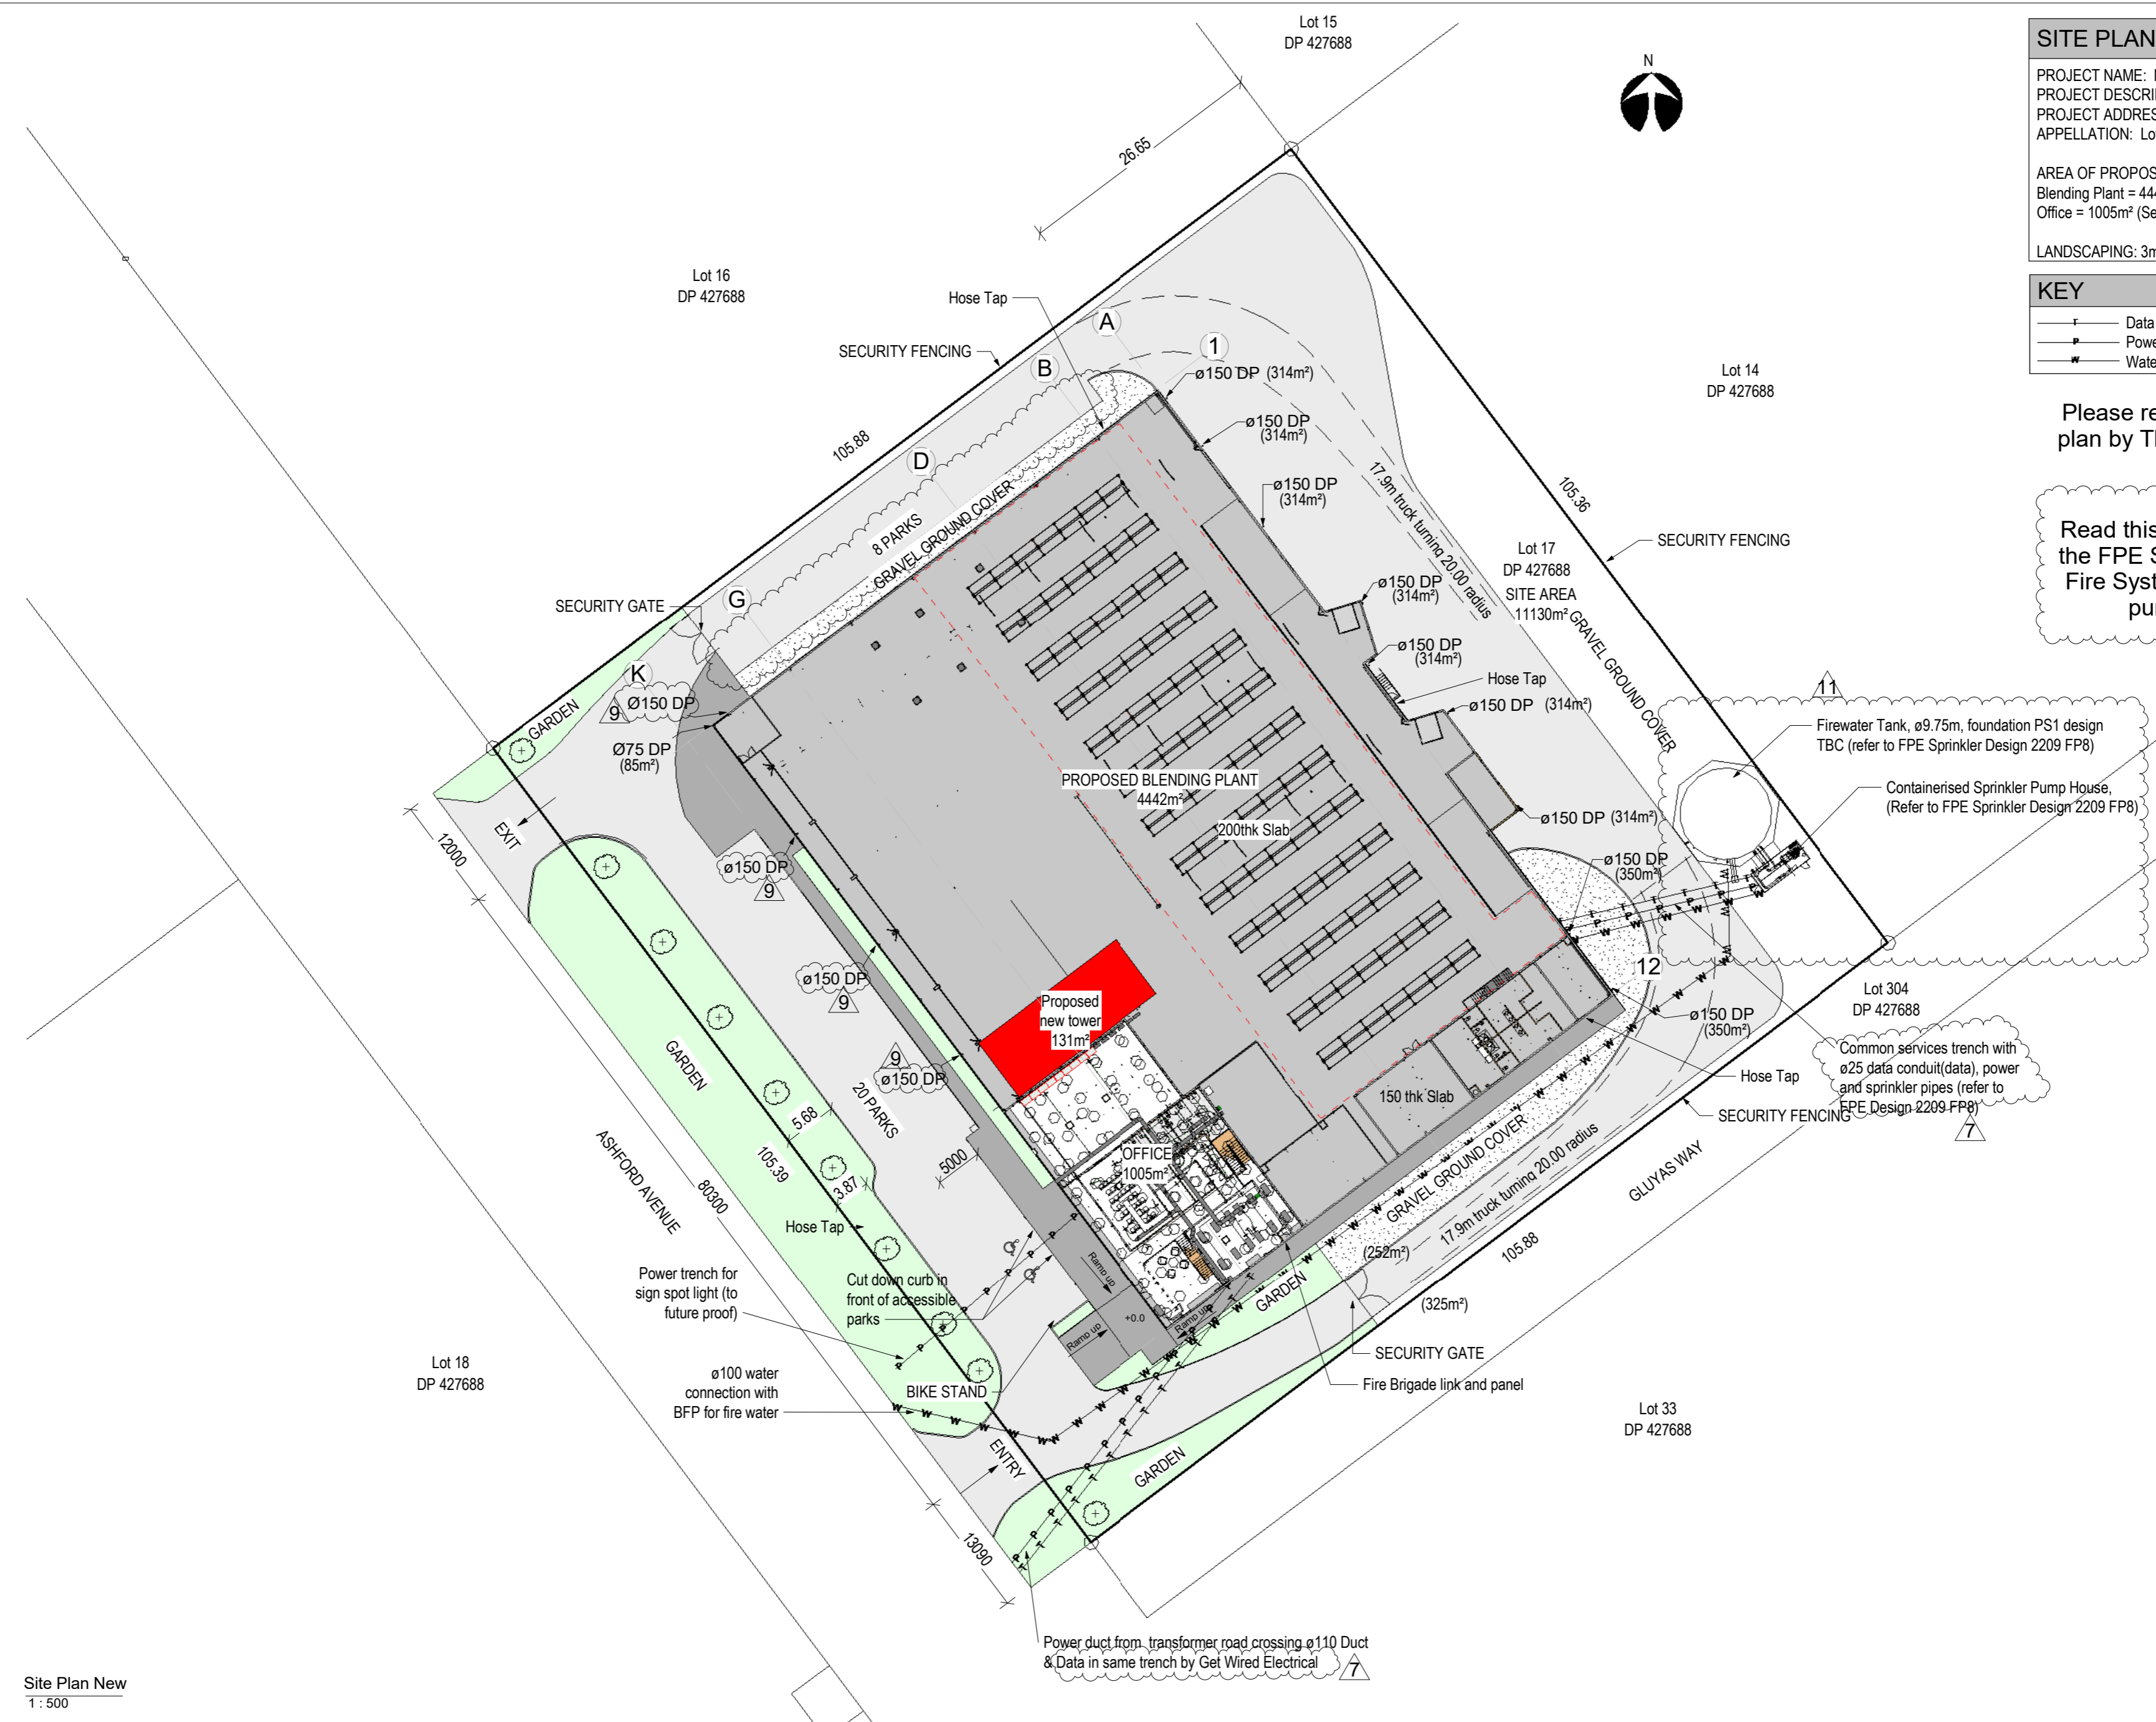 Lot 15
DP 427688
N
SITE PLAN
PROJECT NAME:
PROJECT DESCRI
PROJECT ADDRES
APPELLATION: Lo
AREA OF PROPOS
Blending Plant = 444
Office = 1005m² (Se
LANDSCAPING: 3m
KEY
T
Data
P
Powe
W
Wate
Please re
plan by Th
Read this
the FPE S
Fire Syst
pu
26.65
Lot 16
DP 427688
Hose Tap
SECURITY FENCING
A
B
1
D
G
K
105.88
8 PARKS
GRAVEL GROUND COVER
ø150 DP (314m²)
ø150 DP
(314m²)
ø150 DP
(314m²)
17.9m truck turning 20.00 radius
Lot 14
DP 427688
105.36
SECURITY FENCING
Lot 17
DP 427688
SITE AREA
11130m²
GRAVEL GROUND COVER
ø150 DP
(314m²)
ø150 DP
(314m²)
Hose Tap
ø150 DP (314m²)
SECURITY GATE
Ø150 DP
9
GARDEN
Ø75 DP
(85m²)
11
Firewater Tank, ø9.75m, foundation PS1 design
TBC (refer to FPE Sprinkler Design 2209 FP8)
Containerised Sprinkler Pump House,
(Refer to FPE Sprinkler Design 2209 FP8)
PROPOSED BLENDING PLANT
4442m²
200thk Slab
ø150 DP (314m²)
ø150 DP
(350m²)
EXIT
12000
ø150 DP
9
ø150 DP
9
9
ø150 DP
Proposed
new tower
131m²
12
Lot 304
DP 427688
ø150 DP
(350m²)
Common services trench with
ø25 data conduit(data), power
and sprinkler pipes (refer to
FPE Design 2209 FP8)
7
Hose Tap
SECURITY FENCING
GARDEN
5.68
20 PARKS
105.39
3.87
5000
ASHFORD AVENUE
80300
Hose Tap
OFFICE
1005m²
150 thk Slab
GRAVEL GROUND COVER
17.9m truck turning 20.00 radius
GLUYAS WAY
105.88
(252m²)
(325m²)
Power trench for
sign spot light (to
future proof)
Cut down curb in
front of accessible
parks
Ramp up
+0.0
Ramp up
Ramp up
GARDEN
SECURITY GATE
Fire Brigade link and panel
BIKE STAND
ø100 water
connection with
BFP for fire water
Lot 18
DP 427688
Lot 33
DP 427688
ENTRY
GARDEN
13090
Power duct from transformer road crossing ø110 Duct
& Data in same trench by Get Wired Electrical
7
Site Plan New
1 : 500